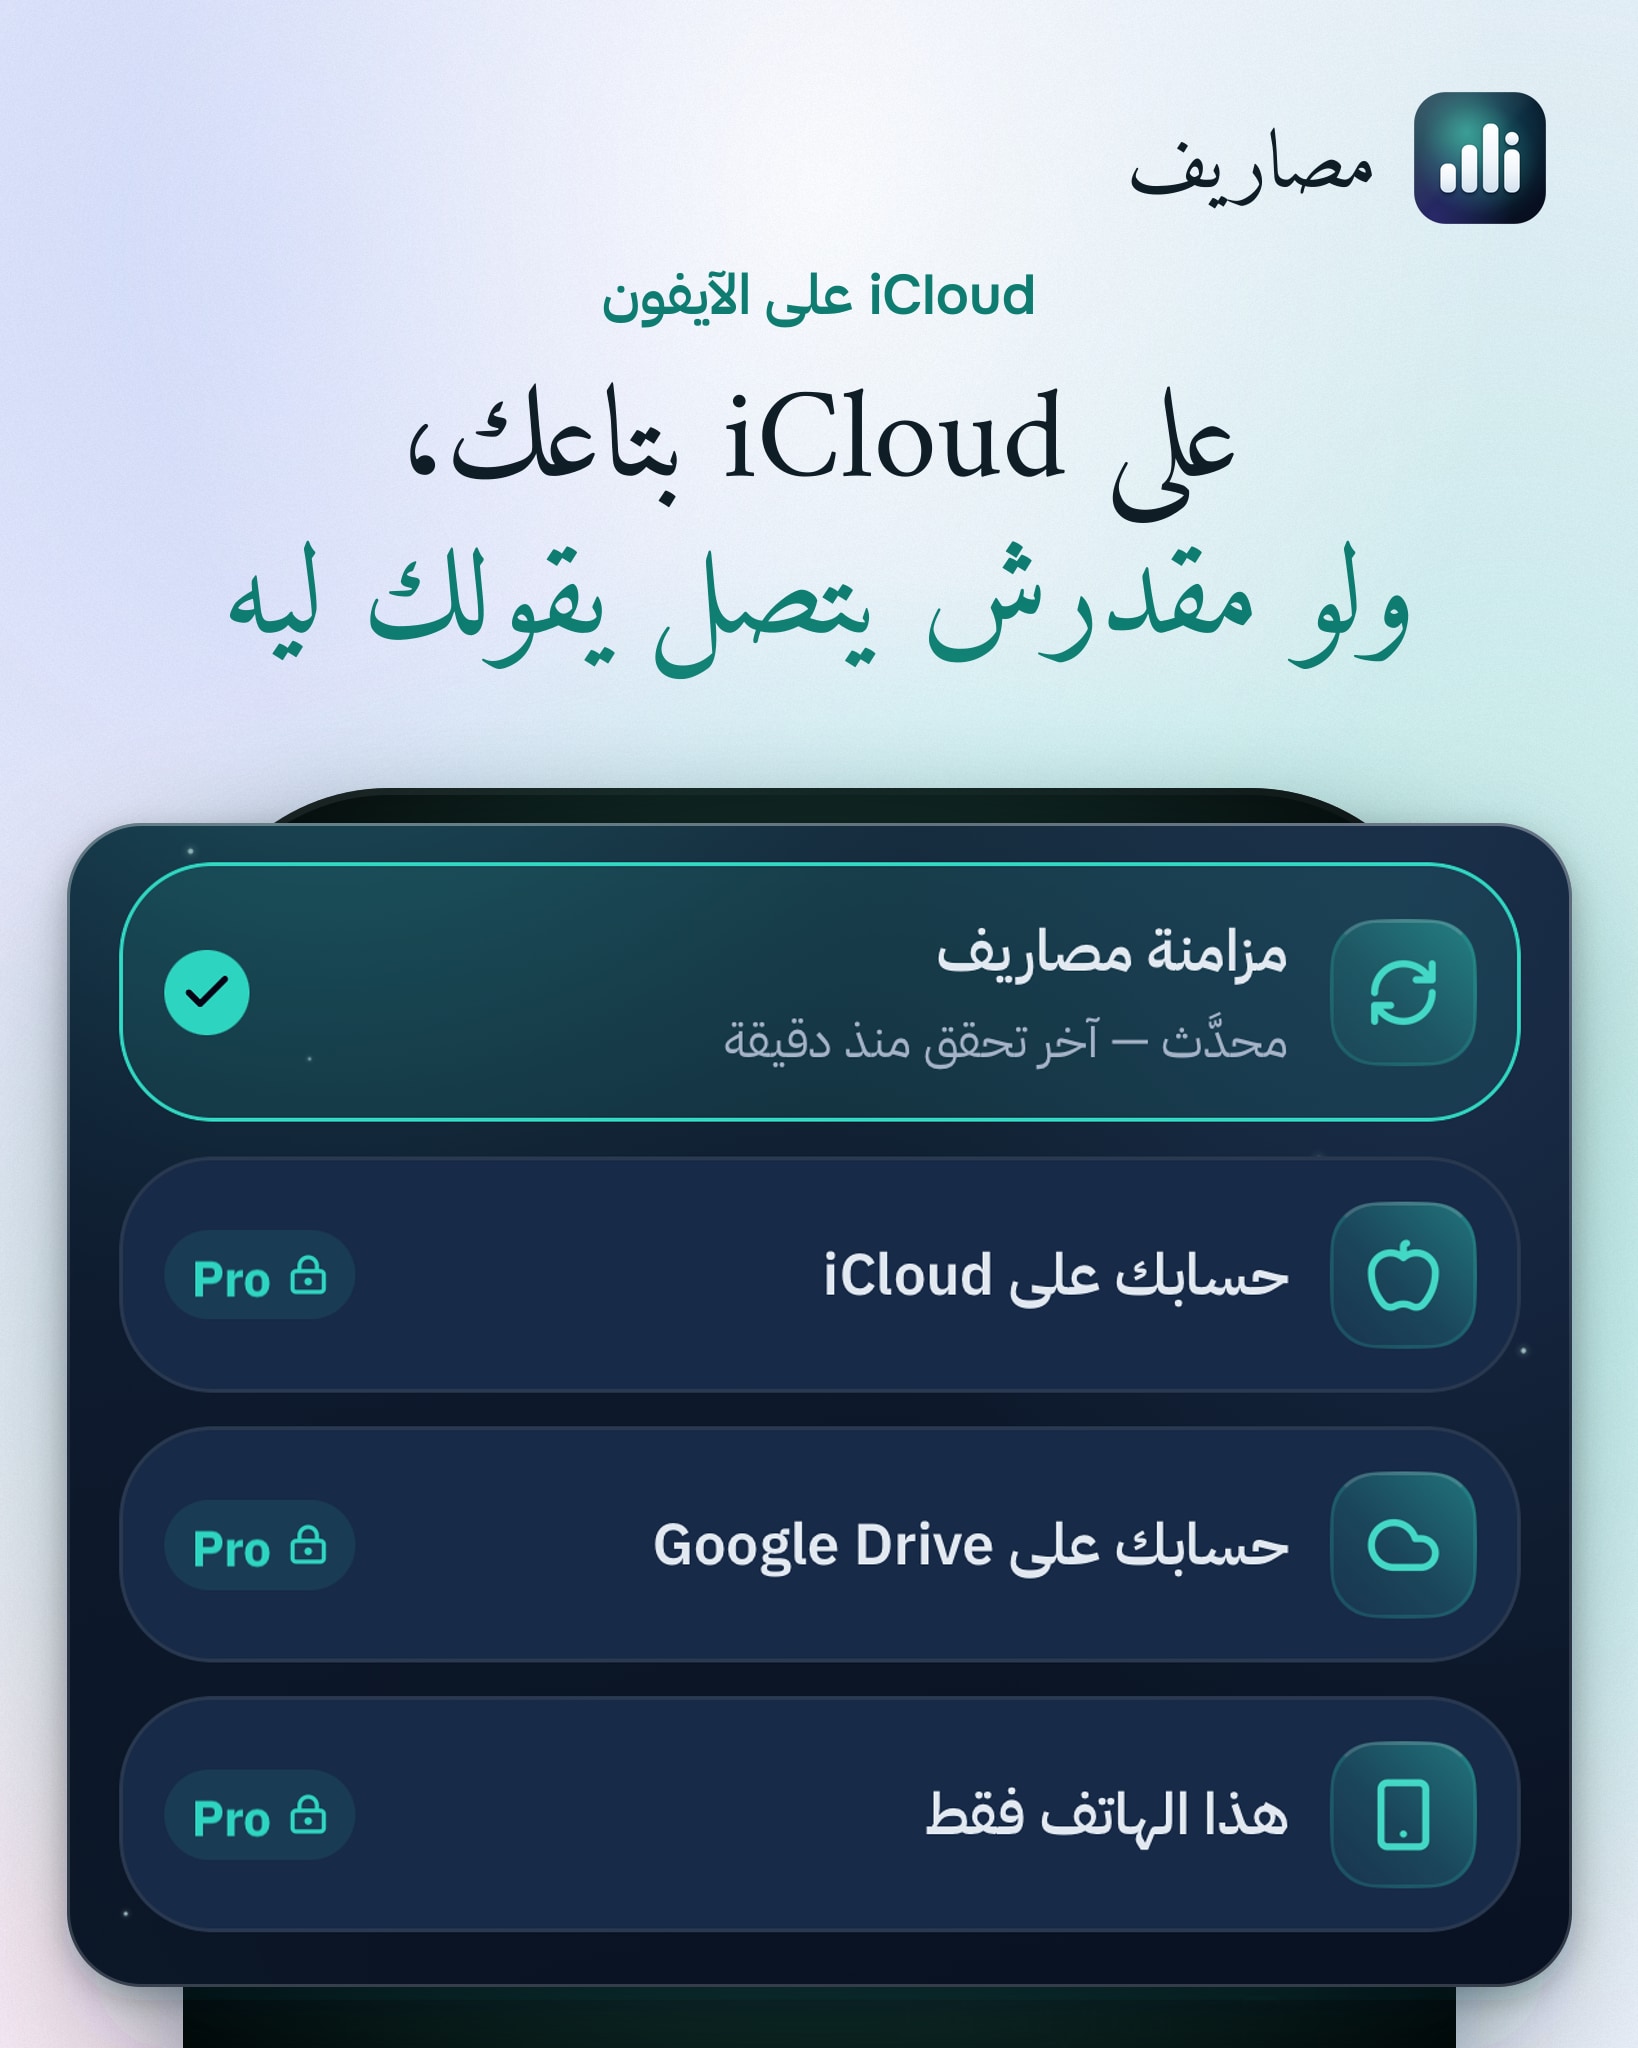 مصاريف
iCloud على الآيفون
على iCloud بتاعك،
ولو مقدرش يتصل يقولك ليه
مزامنة مصاريف
محدَّث — آخر تحقق منذ دقيقة
حسابك على iCloud
Pro
حسابك على Google Drive
Pro
هذا الهاتف فقط
Pro